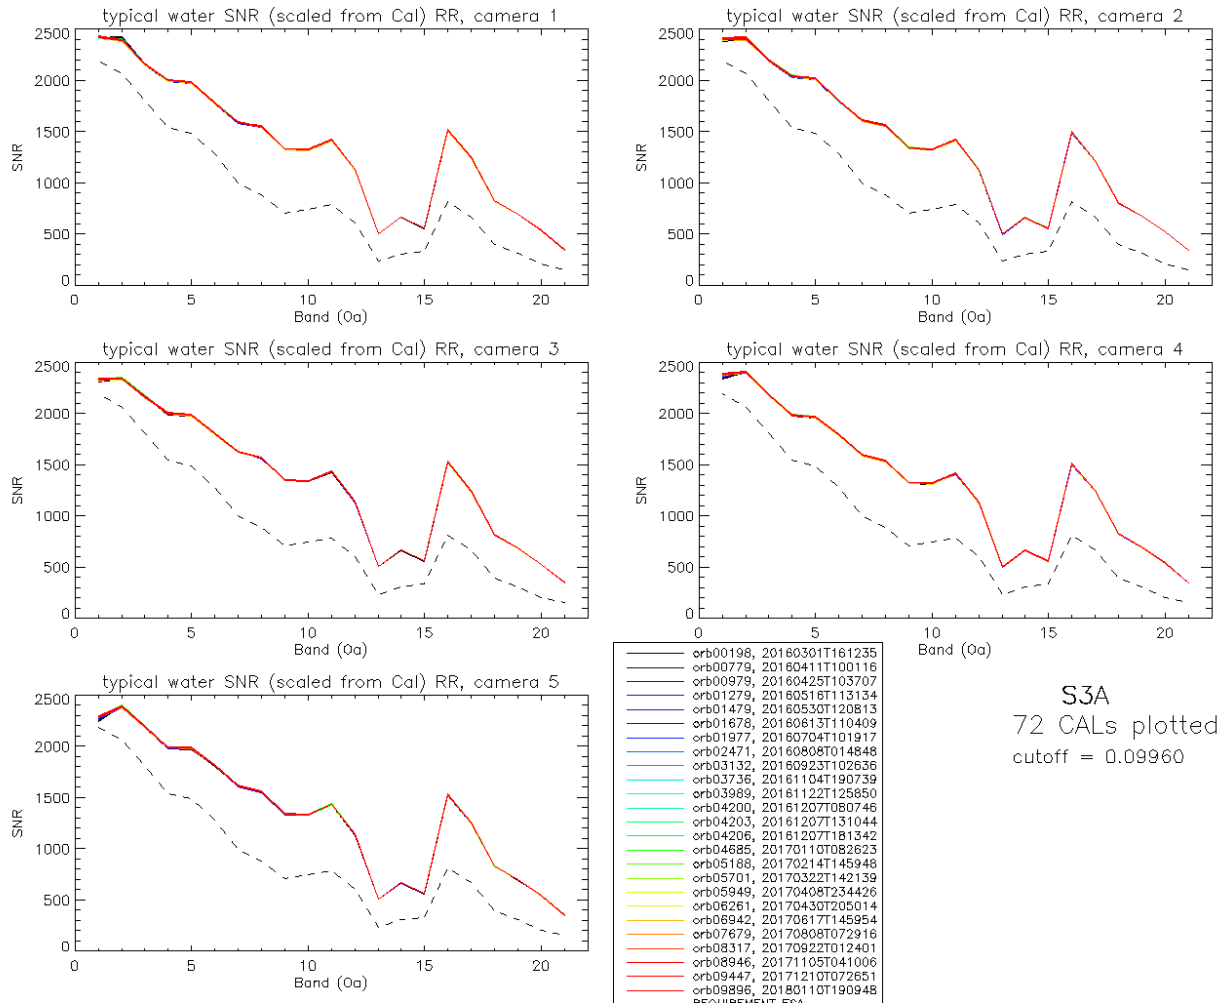 typical water SNR (scaled from Cal) RR, camera 1
2500
2000
1500
1000
500
0
SNR
0 5 10 15 20
Band (Oa)
typical water SNR (scaled from Cal) RR, camera 2
2500
2000
1500
1000
500
0
SNR
0 5 10 15 20
Band (Oa)
typical water SNR (scaled from Cal) RR, camera 3
2500
2000
1500
1000
500
0
SNR
0 5 10 15 20
Band (Oa)
typical water SNR (scaled from Cal) RR, camera 4
2500
2000
1500
1000
500
0
SNR
0 5 10 15 20
Band (Oa)
typical water SNR (scaled from Cal) RR, camera 5
2500
2000
1500
1000
500
0
SNR
0 5 10 15 20
Band (Oa)
orb00198, 20160301T161235
orb00779, 20160411T100116
orb00979, 20160425T103707
orb01279, 20160516T113134
orb01479, 20160530T120813
orb01678, 20160613T110409
orb01977, 20160704T101917
orb02471, 20160808T014848
orb03132, 20160923T102636
orb03736, 20161104T190739
orb03989, 20161122T125850
orb04200, 20161207T080746
orb04203, 20161207T131044
orb04206, 20161207T181342
orb04685, 20170110T082623
orb05188, 20170214T145948
orb05701, 20170322T142139
orb05949, 20170408T234426
orb06261, 20170430T205014
orb06942, 20170617T145954
orb07679, 20170808T072916
orb08317, 20170922T012401
orb08946, 20171105T041006
orb09447, 20171210T072651
orb09896, 20180110T190948
REQUIREMENT ESA
S3A
72 CALs plotted
cutoff = 0.09960